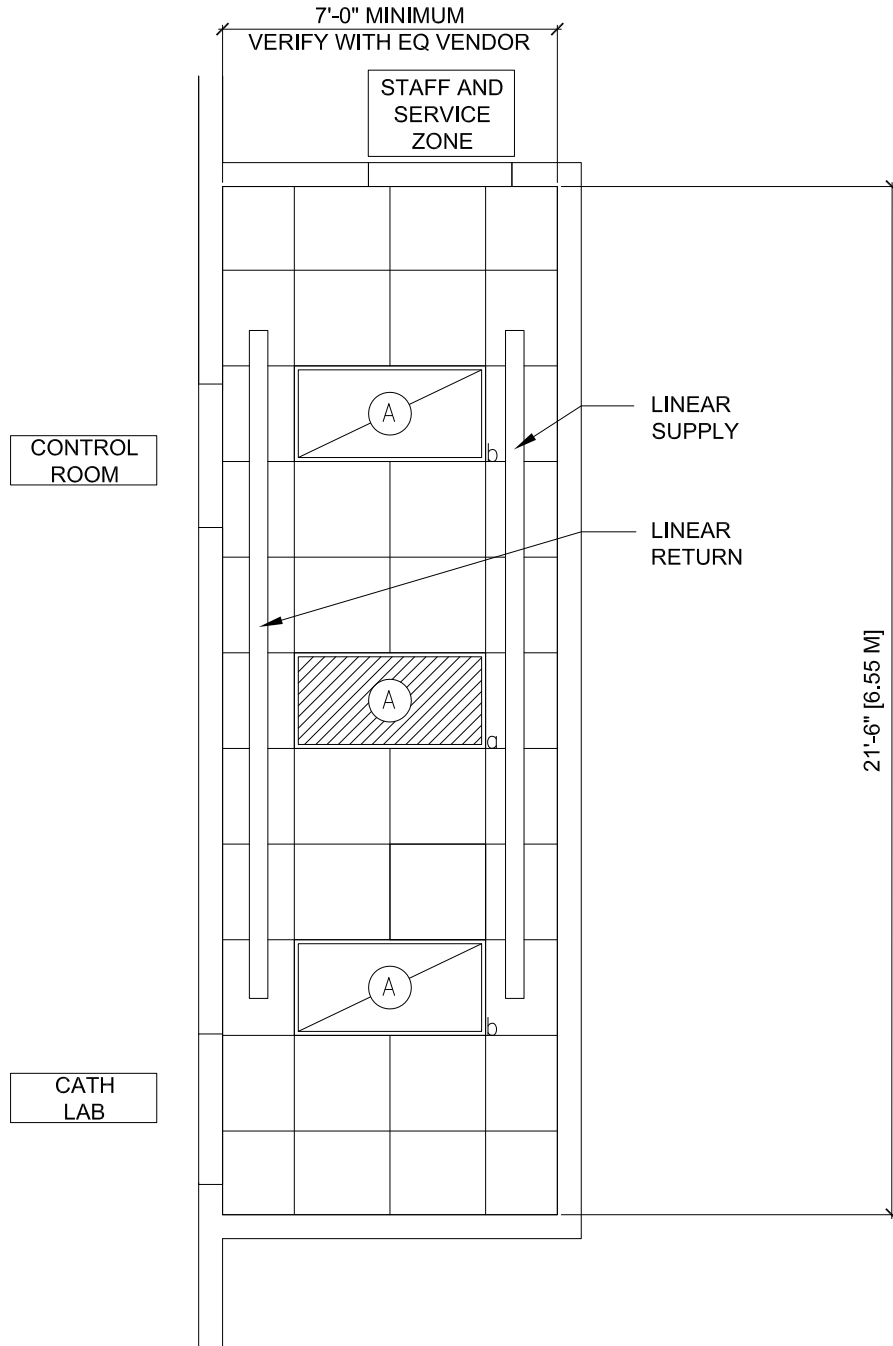 7'-0" MINIMUM
VERIFY WITH EQ VENDOR
STAFF AND
SERVICE
ZONE
A
b
LINEAR
SUPPLY
CONTROL
ROOM
LINEAR
RETURN
A
a
21'-6" [6.55 M]
A
b
CATH
LAB